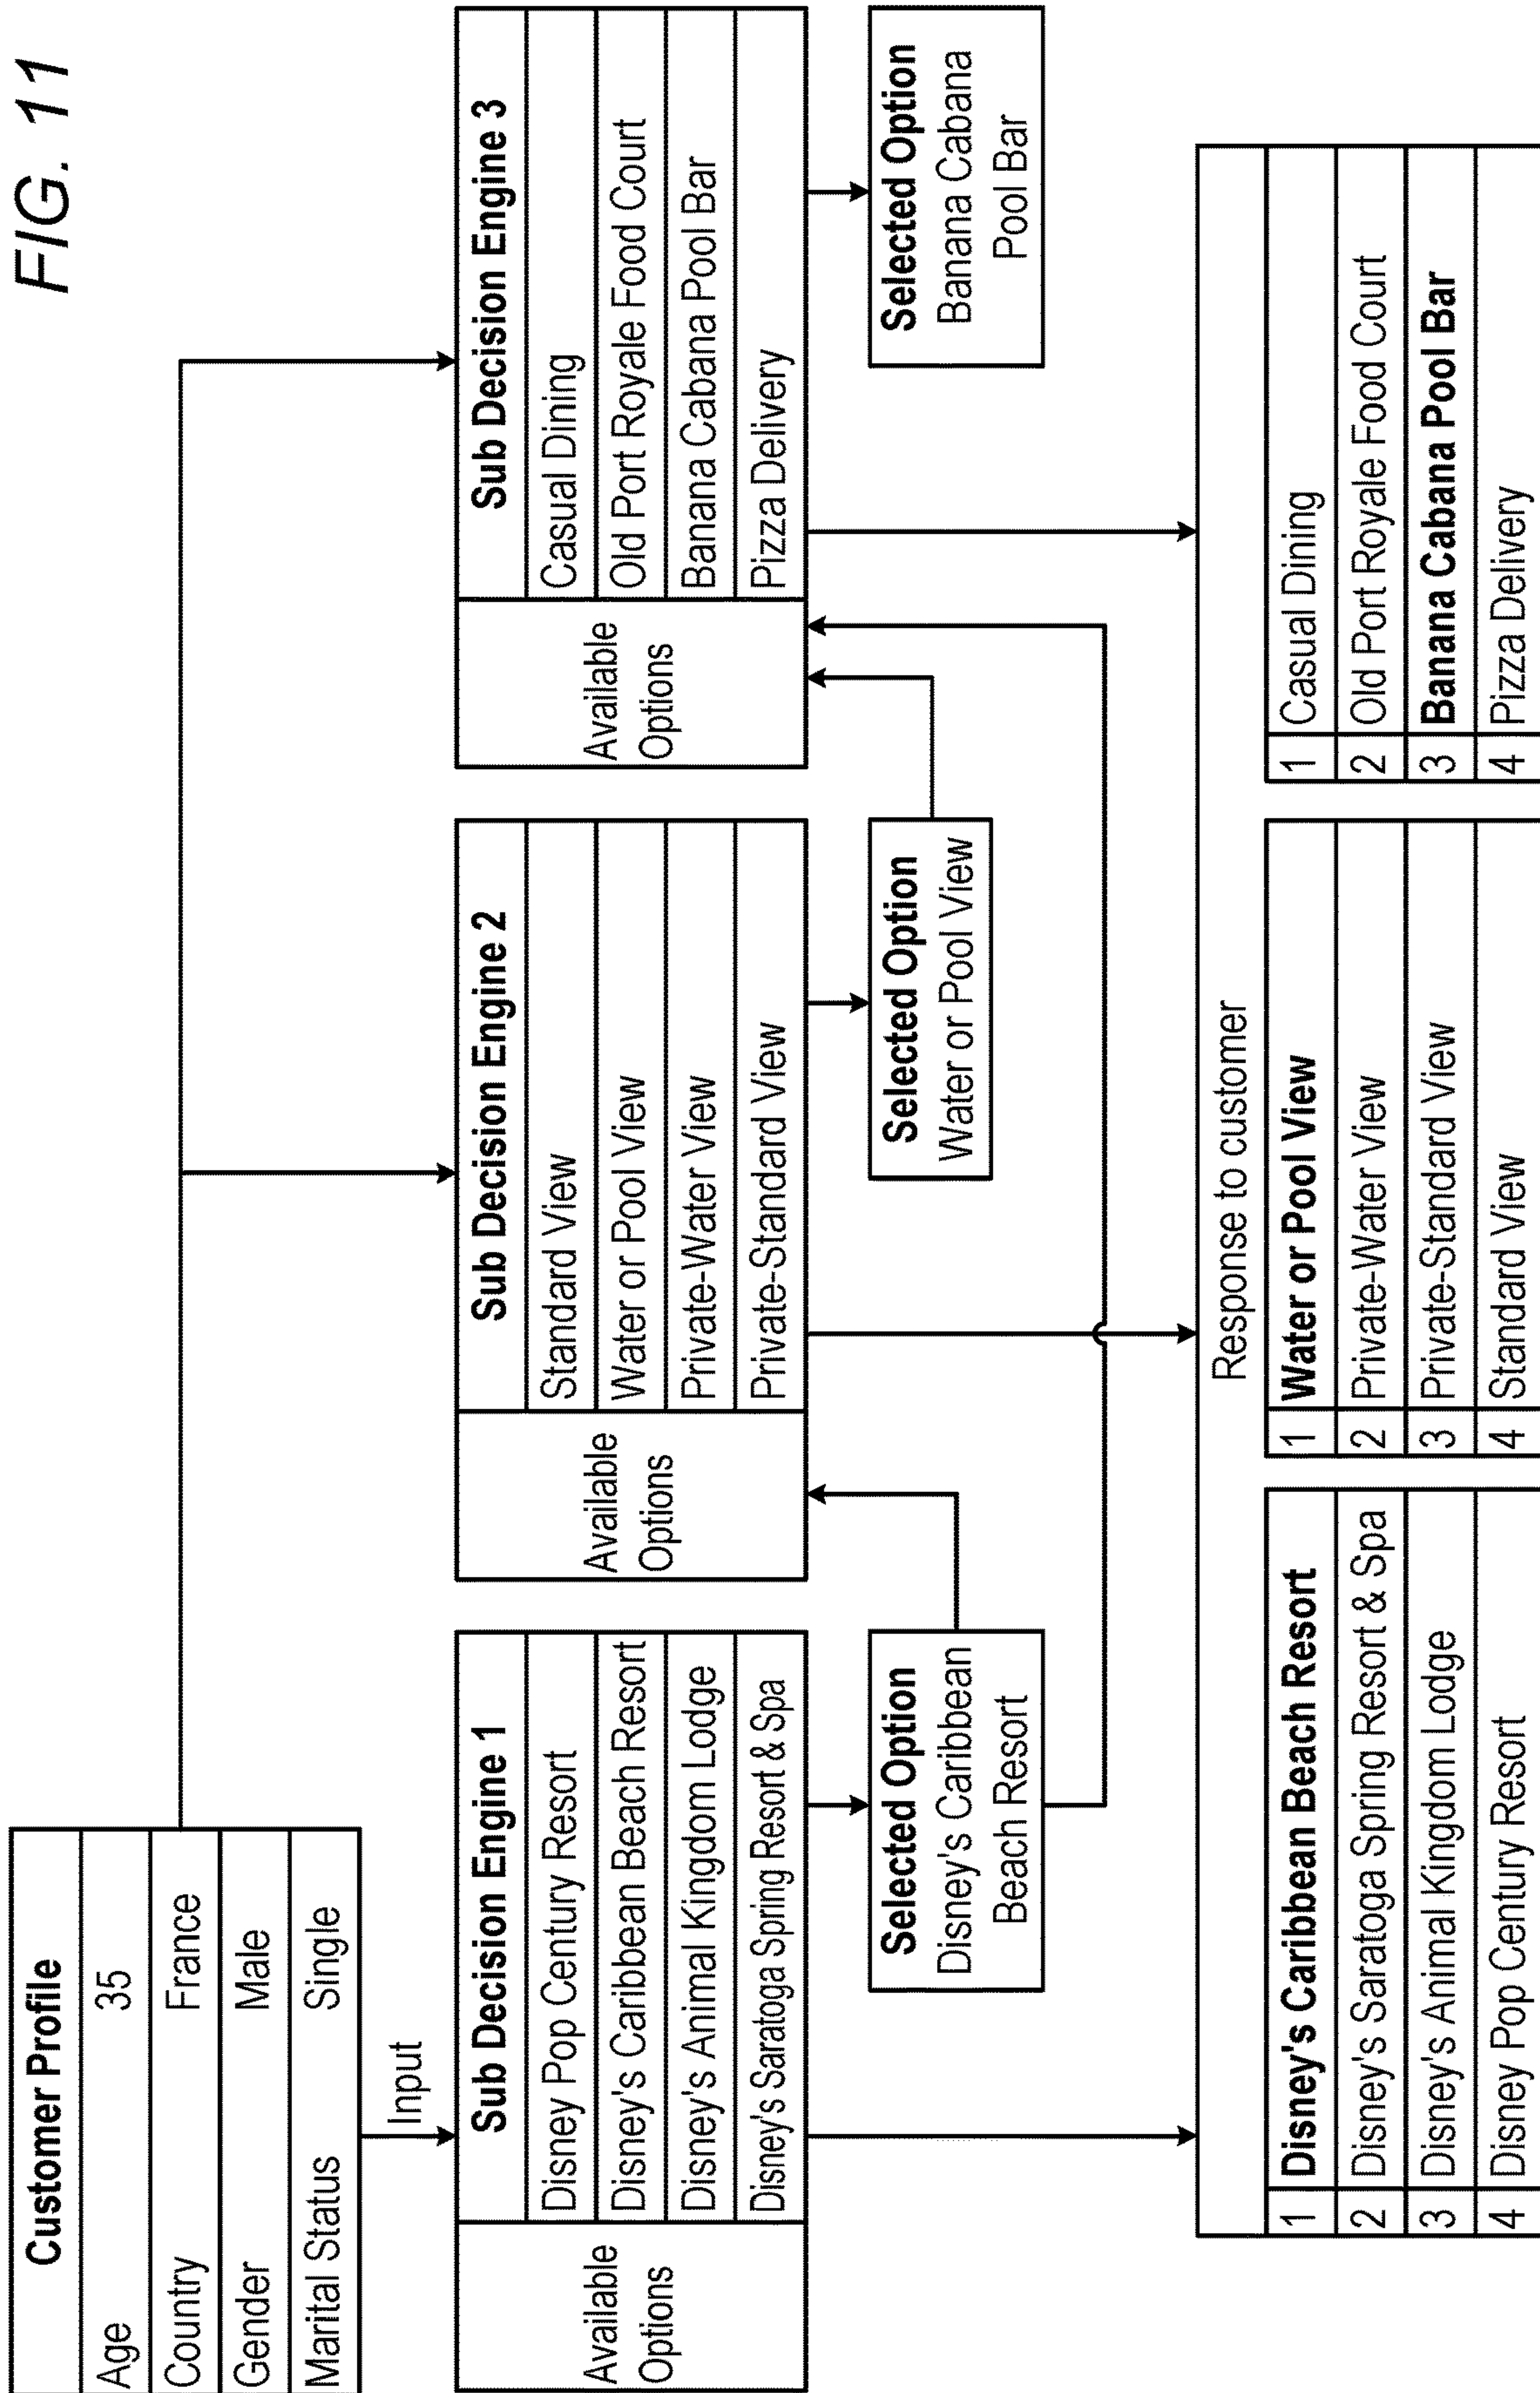 FIG. 11
Customer Profile
Age 35
Country France
Gender Male
Marital Status Single
Input
Sub Decision Engine 1
Available
Options
Disney Pop Century Resort
Disney's Caribbean Beach Resort
Disney's Animal Kingdom Lodge
Disney's Saratoga Spring Resort & Spa
Sub Decision Engine 2
Available
Options
Standard View
Water or Pool View
Private-Water View
Private-Standard View
Sub Decision Engine 3
Available
Options
Casual Dining
Old Port Royale Food Court
Banana Cabana Pool Bar
Pizza Delivery
Selected Option
Disney's Caribbean
Beach Resort
Selected Option
Water or Pool View
Selected Option
Banana Cabana
Pool Bar
Response to customer
1 Disney's Caribbean Beach Resort
2 Disney's Saratoga Spring Resort & Spa
3 Disney's Animal Kingdom Lodge
4 Disney Pop Century Resort
1 Water or Pool View
2 Private-Water View
3 Private-Standard View
4 Standard View
1 Casual Dining
2 Old Port Royale Food Court
3 Banana Cabana Pool Bar
4 Pizza Delivery